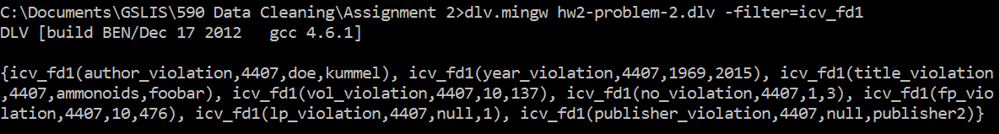 C:\Documents\GSLIS\590 Data Cleaning\Assignment 2>dlv.mingw hw2-problem-2.dlv -filter=icv_fd1
DLV [build BEN/Dec 17 2012   gcc 4.6.1]

{icv_fd1(author_violation,4407,doe,kummel), icv_fd1(year_violation,4407,1969,2015), icv_fd1(title_violation
,4407,ammonoids,foobar), icv_fd1(vol_violation,4407,10,137), icv_fd1(no_violation,4407,1,3), icv_fd1(fp_vio
lation,4407,10,476), icv_fd1(lp_violation,4407,null,1), icv_fd1(publisher_violation,4407,null,publisher2)}